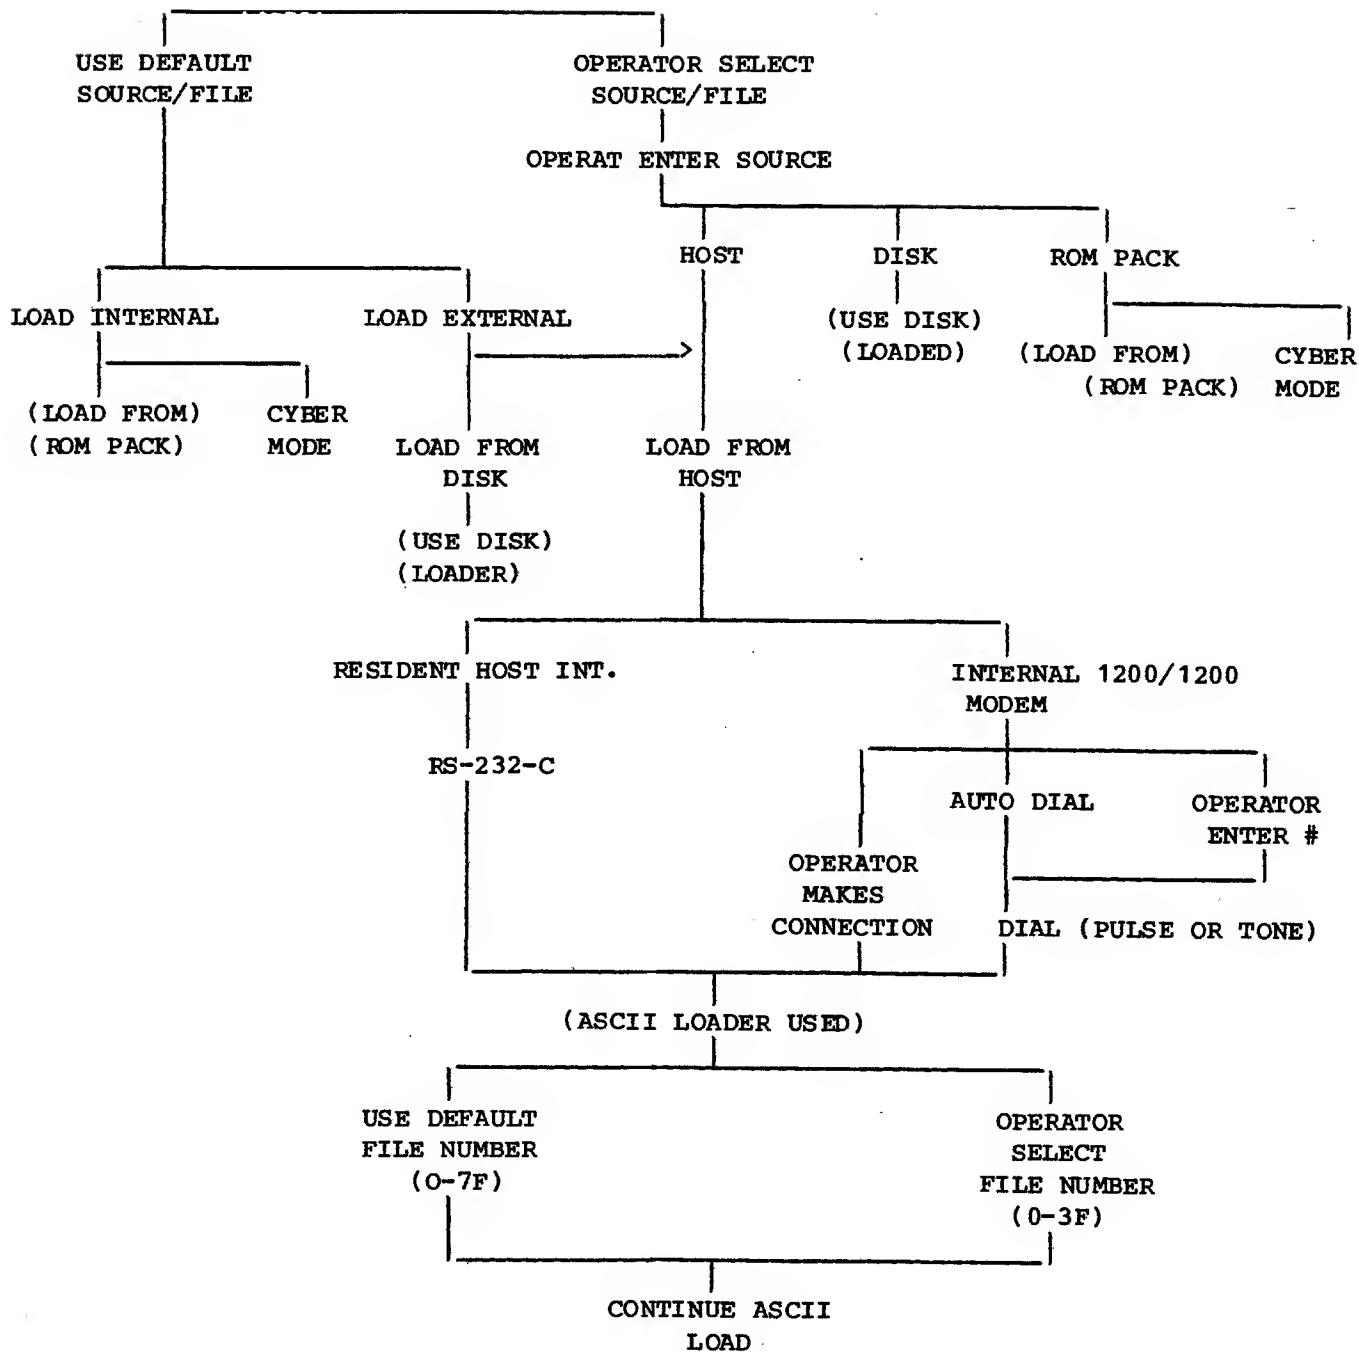 USE DEFAULT
SOURCE/FILE
OPERATOR SELECT
SOURCE/FILE
OPERAT ENTER SOURCE
HOST
DISK
ROM PACK
LOAD INTERNAL
LOAD EXTERNAL
(USE DISK)
(LOADED)
(LOAD FROM)
(ROM PACK)
CYBER
MODE
(LOAD FROM)
(ROM PACK)
CYBER
MODE
LOAD FROM
DISK
LOAD FROM
HOST
(USE DISK)
(LOADER)
RESIDENT HOST INT.
INTERNAL 1200/1200
MODEM
RS-232-C
AUTO DIAL
OPERATOR
ENTER #
OPERATOR
MAKES
CONNECTION
DIAL (PULSE OR TONE)
(ASCII LOADER USED)
USE DEFAULT
FILE NUMBER
(O-7F)
OPERATOR
SELECT
FILE NUMBER
(0-3F)
CONTINUE ASCII
LOAD